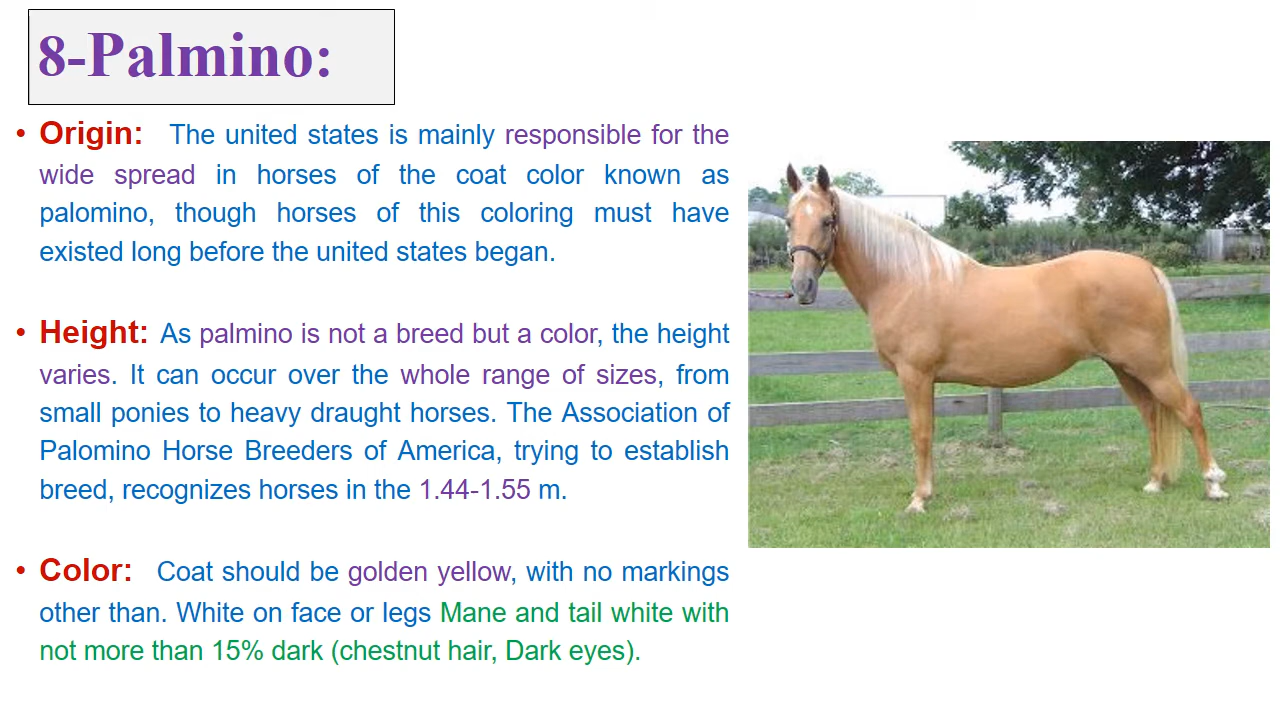 8-Palmino:
• Origin: The united states is mainly responsible for the
wide spread in horses of the coat color known as
palomino, though horses of this coloring must have
existed long before the united states began.
• Height: As palmino is not a breed but a color, the height
varies. It can occur over the whole range of sizes, from
small ponies to heavy draught horses. The Association of
Palomino Horse Breeders of America, trying to establish
breed, recognizes horses in the 1.44-1.55 m.
• Color: Coat should be golden yellow, with no markings
other than. White on face or legs Mane and tail white with
not more than 15% dark (chestnut hair, Dark eyes).